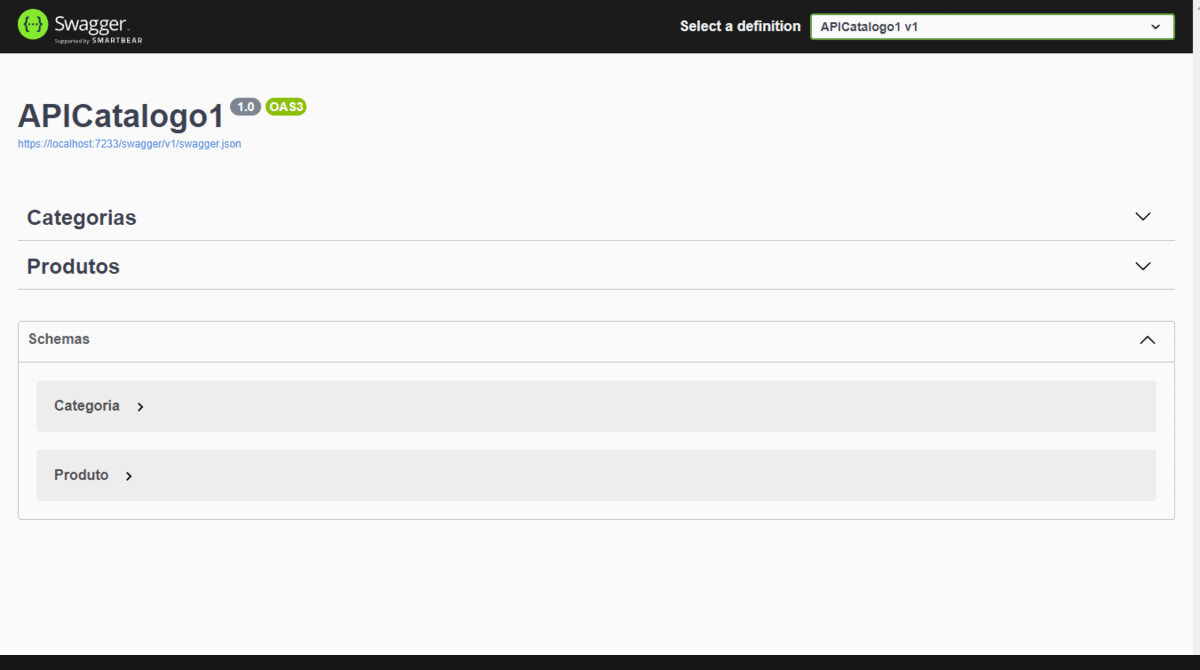 Swagger.
Supported by SMARTBEAR
Select a definition
APICatalogo1 v1
APICatalogo1 1.0 OAS3
https://localhost:7233/swagger/v1/swagger.json
Categorias
Produtos
Schemas
Categoria
Produto